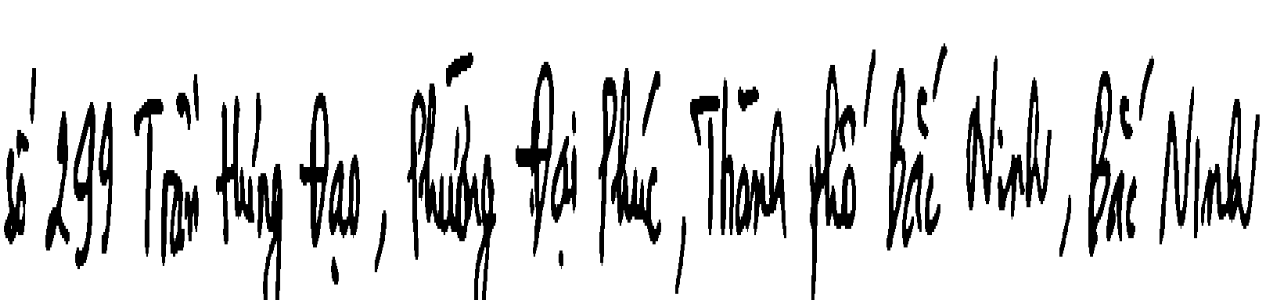 Số 299 Trần Hưng Đạo, Phường Đại Phúc, Thành phố Bắc Ninh, Bắc Ninh